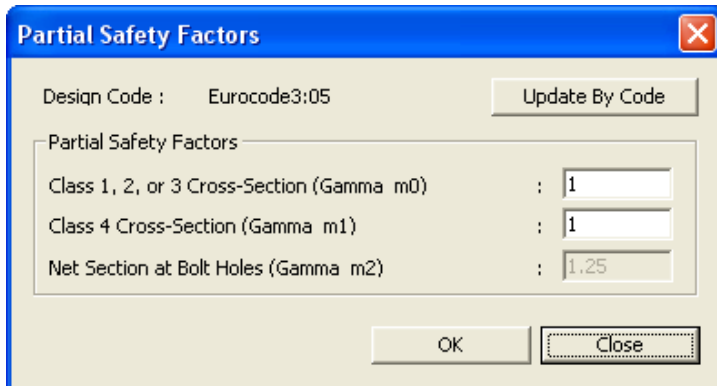 Partial Safety Factors
Design Code : Eurocode3:05 Update By Code
Partial Safety Factors
Class 1, 2, or 3 Cross-Section (Gamma m0) : 1
Class 4 Cross-Section (Gamma m1) : 1
Net Section at Bolt Holes (Gamma m2) : 1.25
OK Close